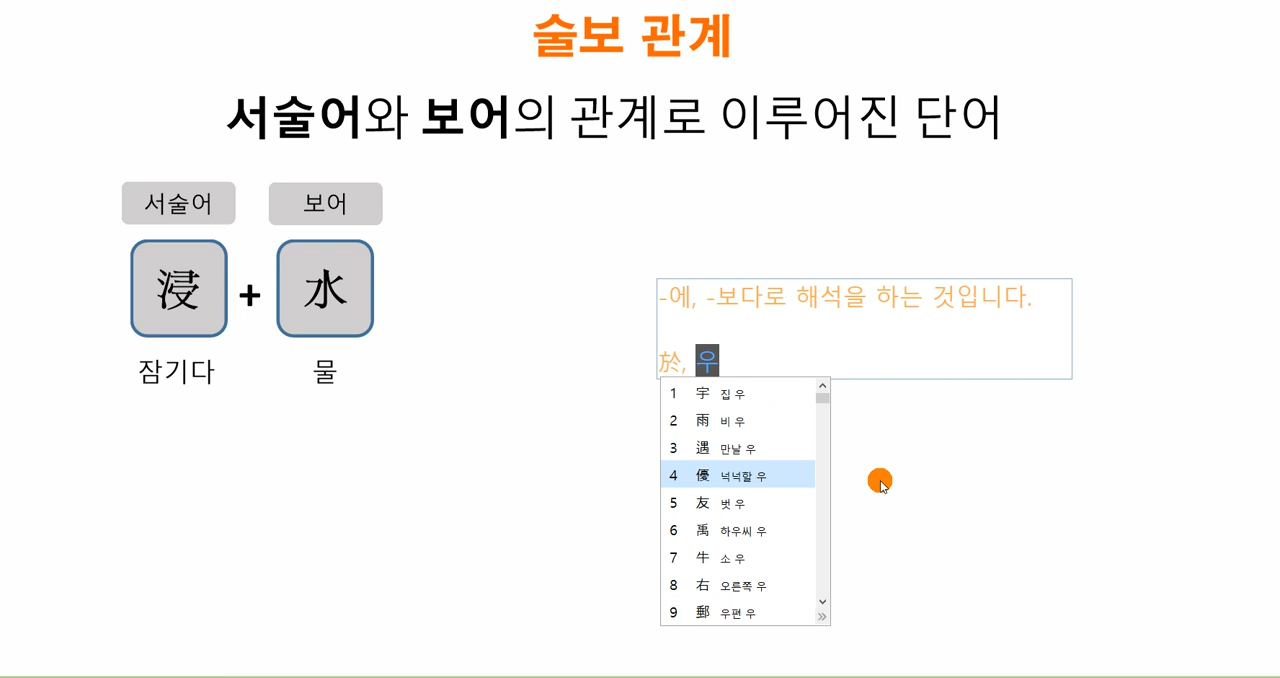 술보 관계
서술어와 보어의 관계로 이루어진 단어
서술어 보어
浸 + 水
잠기다 물
-에, -보다로 해석을 하는 것입니다.
於, 우
1 宇 집 우
2 雨 비 우
3 遇 만날 우
4 優 넉넉할 우
5 友 벗 우
6 禹 하우씨 우
7 牛 소 우
8 右 오른쪽 우
9 郵 우편 우